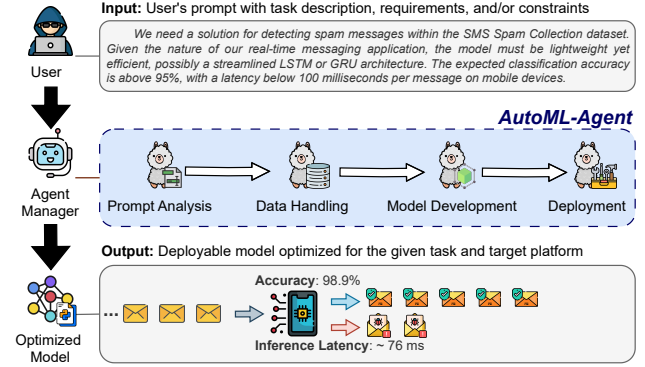 Input: User's prompt with task description, requirements, and/or constraints
We need a solution for detecting spam messages within the SMS Spam Collection dataset.
Given the nature of our real-time messaging application, the model must be lightweight yet
efficient, possibly a streamlined LSTM or GRU architecture. The expected classification accuracy
is above 95%, with a latency below 100 milliseconds per message on mobile devices.
User
AutoML-Agent
Agent
Manager
Prompt Analysis
Data Handling
Model Development
Deployment
Output: Deployable model optimized for the given task and target platform
Accuracy: 98.9%
...
Inference Latency: ~ 76 ms
Optimized
Model